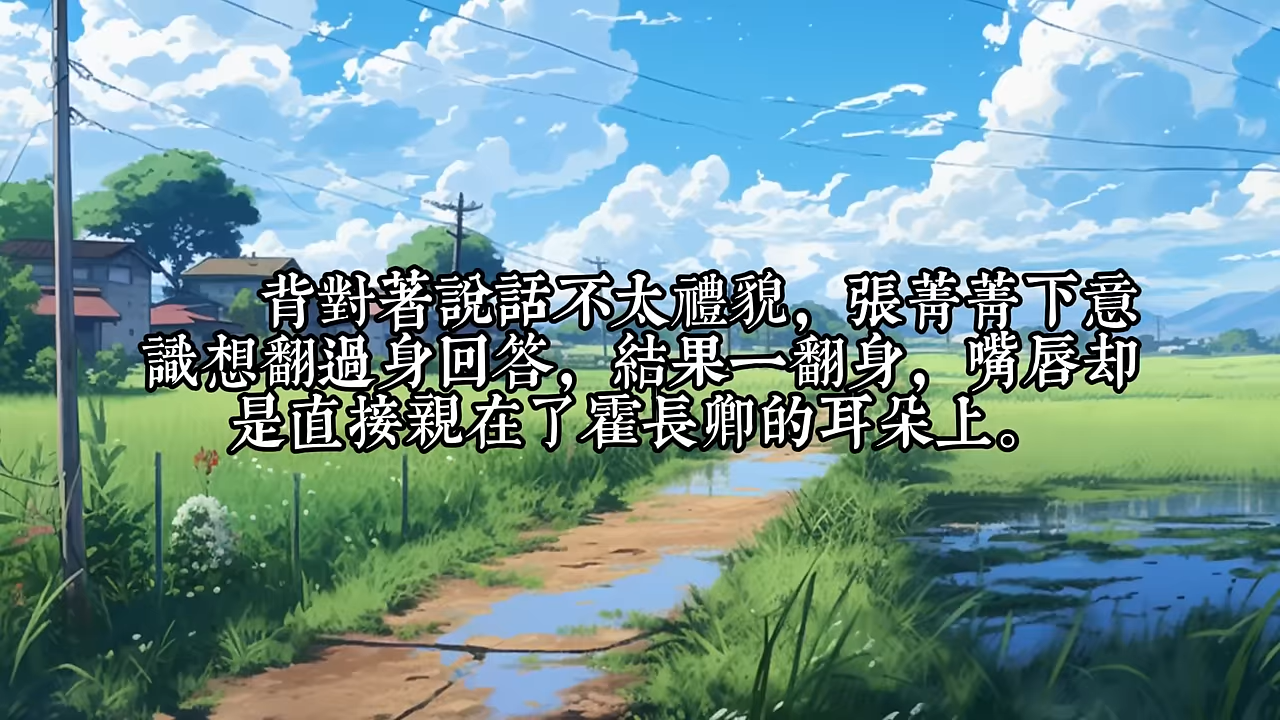 背對著說話不太禮貌，張菁菁下意
識想翻過身回答，結果一翻身，嘴唇却
是直接親在了霍長卿的耳朵上。